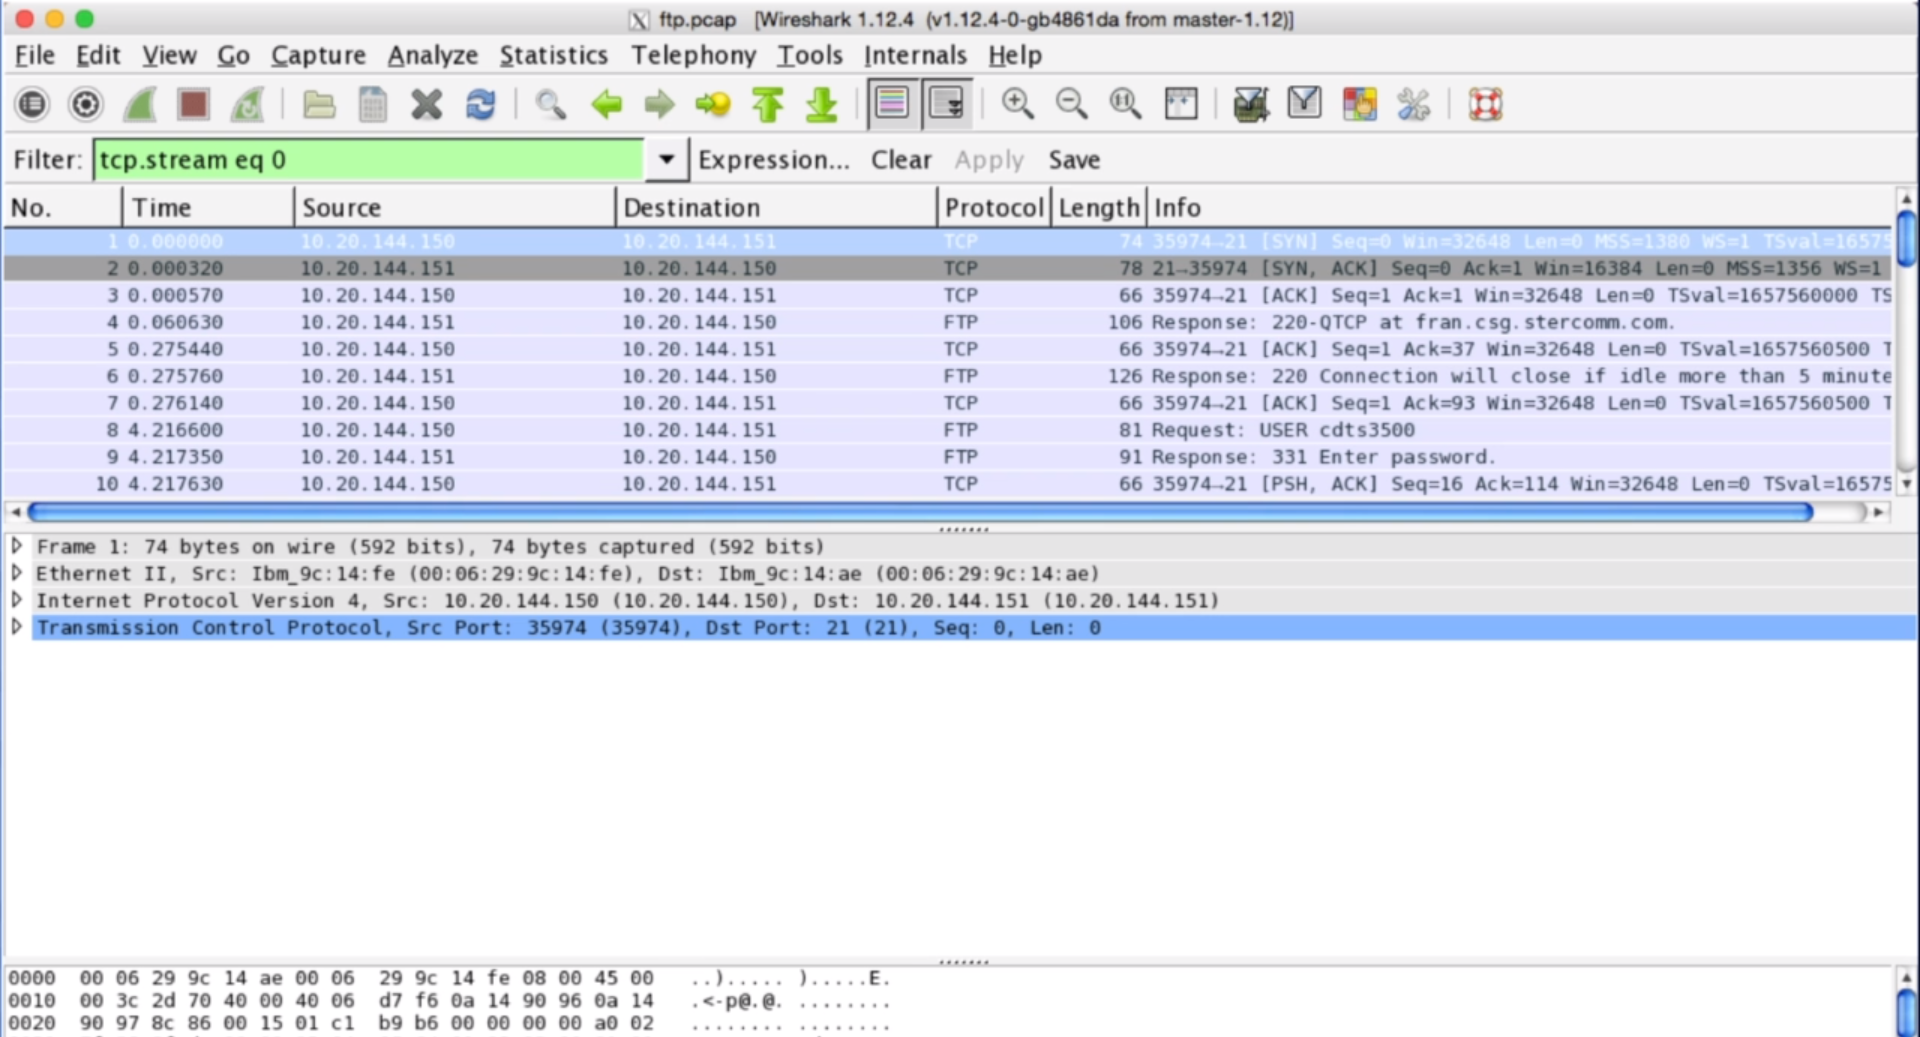 ftp.pcap [Wireshark 1.12.4 (v1.12.4-0-gb4861da from master-1.12)]
File Edit View Go Capture Analyze Statistics Telephony Tools Internals Help
Filter: tcp.stream eq 0 Expression... Clear Apply Save
No. Time Source Destination Protocol Length Info
1 0.000000 10.20.144.150 10.20.144.151 TCP 74 35974→21 [SYN] Seq=0 Win=32648 Len=0 MSS=1380 WS=1 TSval=16575
2 0.000320 10.20.144.151 10.20.144.150 TCP 78 21→35974 [SYN, ACK] Seq=0 Ack=1 Win=16384 Len=0 MSS=1356 WS=1
3 0.000570 10.20.144.150 10.20.144.151 TCP 66 35974→21 [ACK] Seq=1 Ack=1 Win=32648 Len=0 TSval=1657560000 TS
4 0.060630 10.20.144.151 10.20.144.150 FTP 106 Response: 220-QTCP at fran.csg.stercomm.com.
5 0.275440 10.20.144.150 10.20.144.151 TCP 66 35974→21 [ACK] Seq=1 Ack=37 Win=32648 Len=0 TSval=1657560500 T
6 0.275760 10.20.144.151 10.20.144.150 FTP 126 Response: 220 Connection will close if idle more than 5 minute
7 0.276140 10.20.144.150 10.20.144.151 TCP 66 35974→21 [ACK] Seq=1 Ack=93 Win=32648 Len=0 TSval=1657560500 T
8 4.216600 10.20.144.150 10.20.144.151 FTP 81 Request: USER cdts3500
9 4.217350 10.20.144.151 10.20.144.150 FTP 91 Response: 331 Enter password.
10 4.217630 10.20.144.150 10.20.144.151 TCP 66 35974→21 [PSH, ACK] Seq=16 Ack=114 Win=32648 Len=0 TSval=16575
Frame 1: 74 bytes on wire (592 bits), 74 bytes captured (592 bits)
Ethernet II, Src: Ibm_9c:14:fe (00:06:29:9c:14:fe), Dst: Ibm_9c:14:ae (00:06:29:9c:14:ae)
Internet Protocol Version 4, Src: 10.20.144.150 (10.20.144.150), Dst: 10.20.144.151 (10.20.144.151)
Transmission Control Protocol, Src Port: 35974 (35974), Dst Port: 21 (21), Seq: 0, Len: 0
0000 00 06 29 9c 14 ae 00 06 29 9c 14 fe 08 00 45 00 ..)..... ).....E.
0010 00 3c 2d 70 40 00 40 06 d7 f6 0a 14 90 96 0a 14 .<-p@.@. ........
0020 90 97 8c 86 00 15 01 c1 b9 b6 00 00 00 00 a0 02 ........ ........